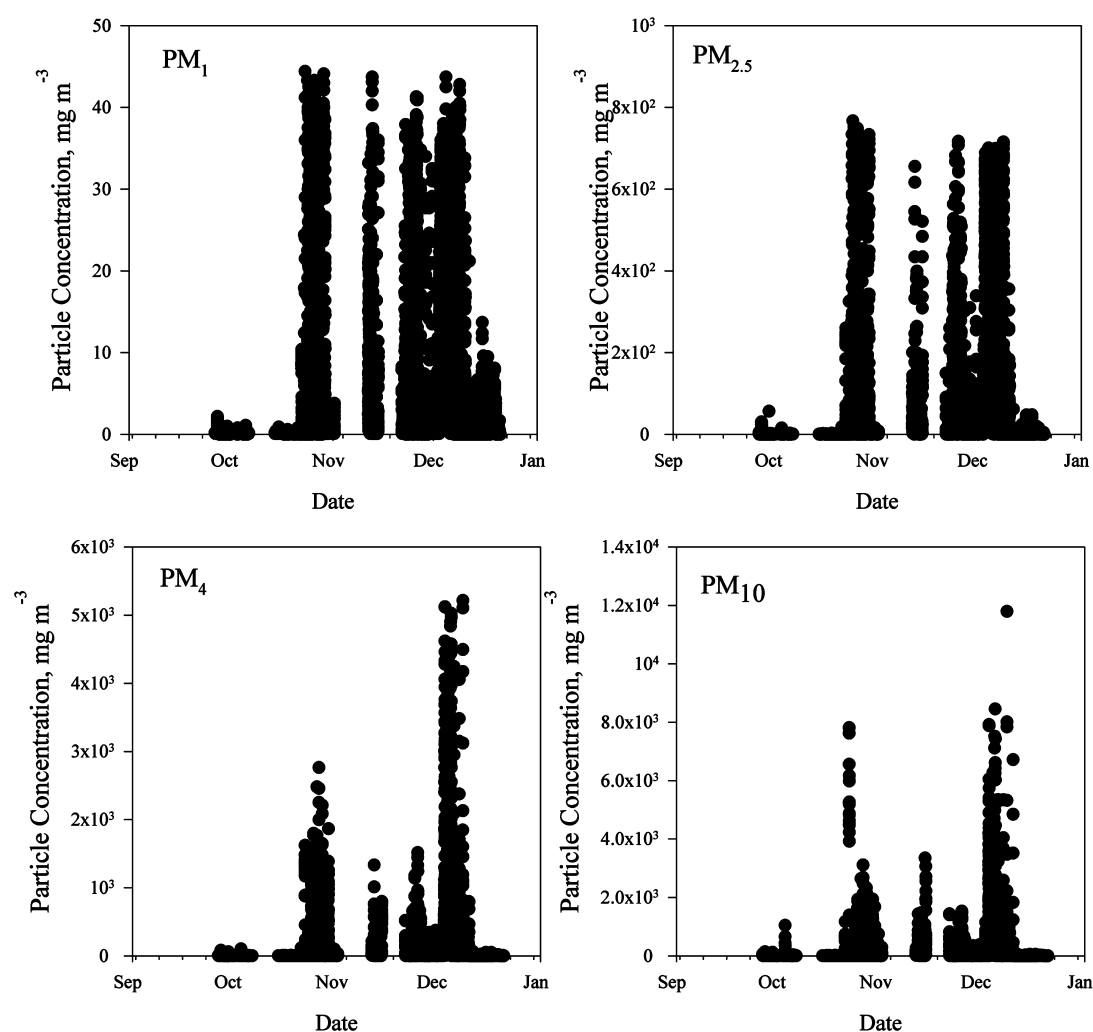 PM₁
Particle Concentration, mg m⁻³
50
40
30
20
10
0
Sep Oct Nov Dec Jan
Date
PM₂.₅
Particle Concentration, mg m⁻³
10³
8x10²
6x10²
4x10²
2x10²
0
Sep Oct Nov Dec Jan
Date
PM₄
Particle Concentration, mg m⁻³
6x10³
5x10³
4x10³
3x10³
2x10³
10³
0
Sep Oct Nov Dec Jan
Date
PM₁₀
Particle Concentration, mg m⁻³
1.4x10⁴
1.2x10⁴
10⁴
8.0x10³
6.0x10³
4.0x10³
2.0x10³
0
Sep Oct Nov Dec Jan
Date